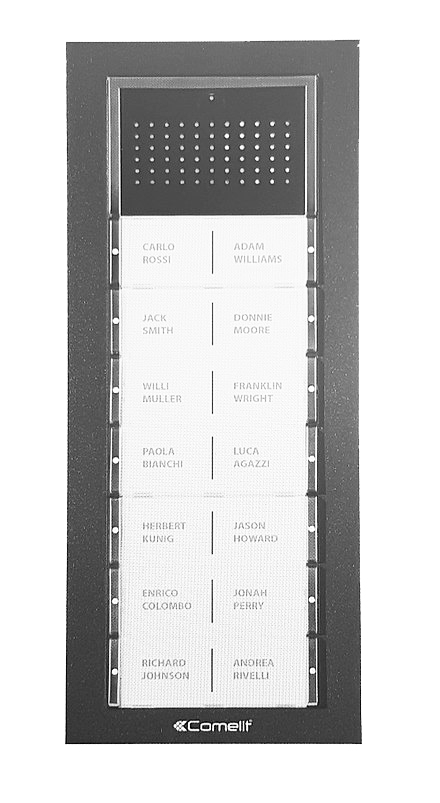 CARLO
ROSSI
ADAM
WILLIAMS
JACK
SMITH
DONNIE
MOORE
WILLI
MULLER
FRANKLIN
WRIGHT
PAOLA
BIANCHI
LUCA
AGAZZI
HERBERT
KUNIG
JASON
HOWARD
ENRICO
COLOMBO
JONAH
PERRY
RICHARD
JOHNSON
ANDREA
RIVELLI
Comelit